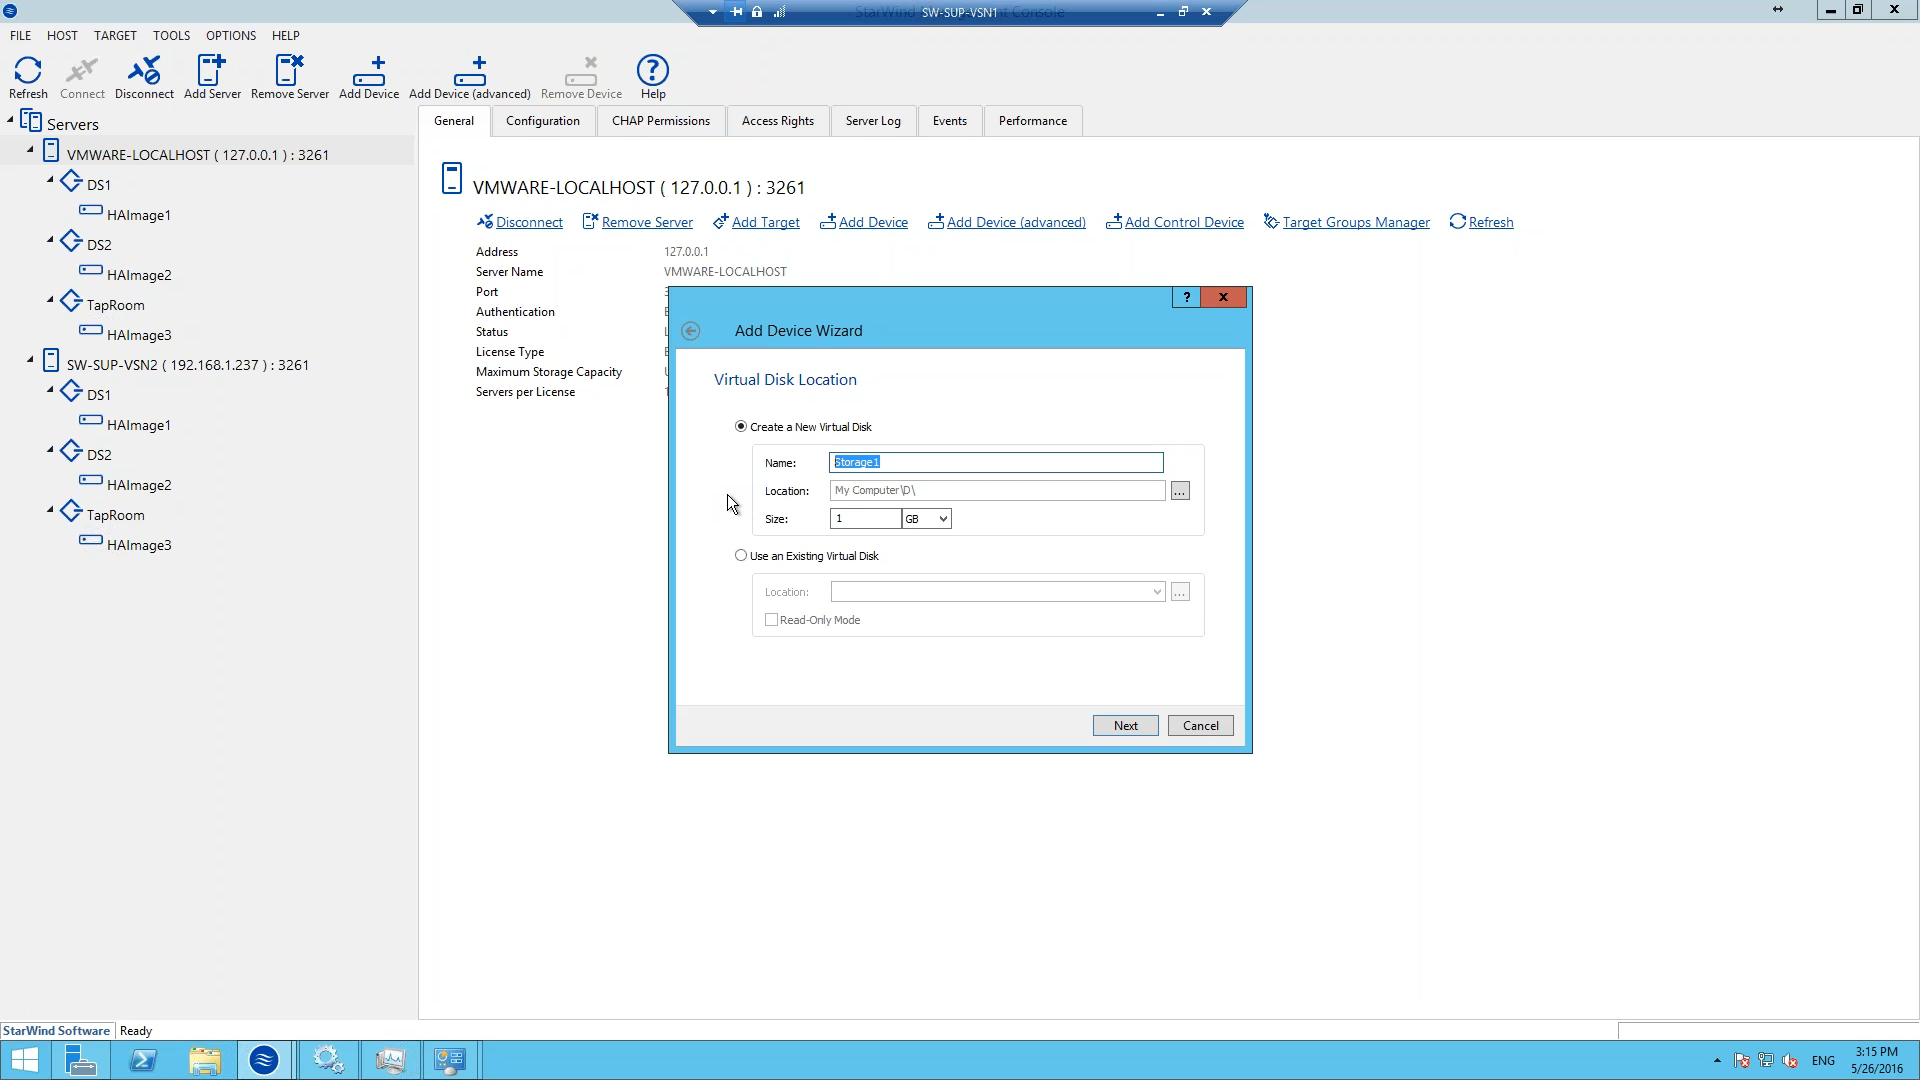 SW-SUP-VSN1
FILE HOST TARGET TOOLS OPTIONS HELP
Refresh Connect Disconnect Add Server Remove Server Add Device Add Device (advanced) Remove Device Help
Servers
VMWARE-LOCALHOST ( 127.0.0.1 ) : 3261
DS1
HAImage1
DS2
HAImage2
TapRoom
HAImage3
SW-SUP-VSN2 ( 192.168.1.237 ) : 3261
DS1
HAImage1
DS2
HAImage2
TapRoom
HAImage3
General Configuration CHAP Permissions Access Rights Server Log Events Performance
VMWARE-LOCALHOST ( 127.0.0.1 ) : 3261
Disconnect Remove Server Add Target Add Device Add Device (advanced) Add Control Device Target Groups Manager Refresh
Address 127.0.0.1
Server Name VMWARE-LOCALHOST
Port
Authentication
Status
License Type
Maximum Storage Capacity
Servers per License
?
Add Device Wizard
Virtual Disk Location
Create a New Virtual Disk
Name: Storage1
Location: My Computer\D\ ...
Size: 1 GB
Use an Existing Virtual Disk
Location: ...
Read-Only Mode
Next Cancel
StarWind Software Ready
ENG 3:15 PM
5/26/2016